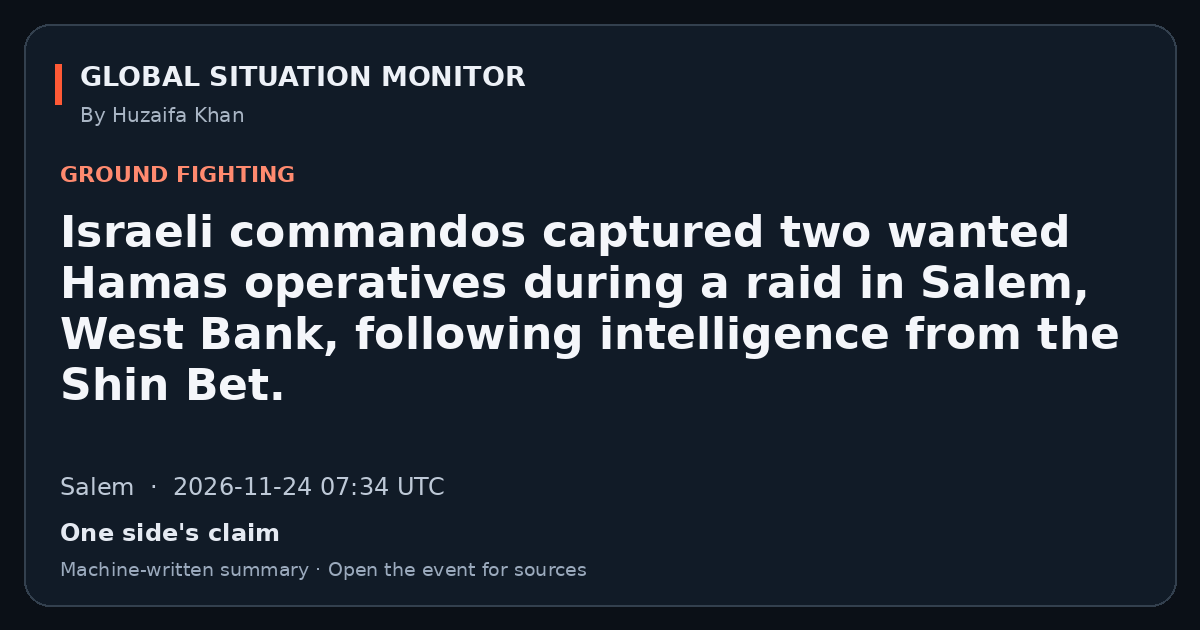 GLOBAL SITUATION MONITOR
By Huzaifa Khan
GROUND FIGHTING
Israeli commandos captured two wanted
Hamas operatives during a raid in Salem,
West Bank, following intelligence from the
Shin Bet.
Salem · 2026-11-24 07:34 UTC
One side's claim
Machine-written summary · Open the event for sources